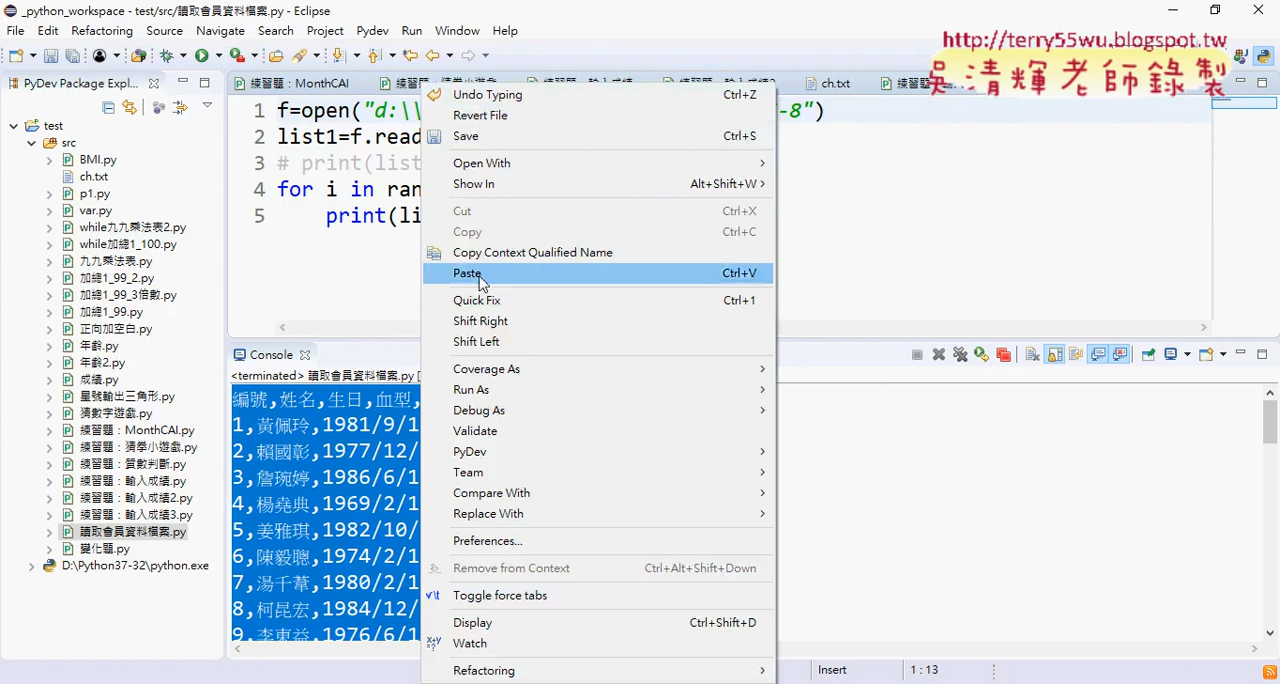 _python_workspace - test/src/讀取會員資料檔案.py - Eclipse
File Edit Refactoring Source Navigate Search Project Pydev Run Window Help
http://terry55wu.blogspot.tw
吳清輝老師錄製
PyDev Package Expl...
練習題：MonthCAI
ch.txt
test
src
BMI.py
ch.txt
p1.py
var.py
while九九乘法表2.py
while加總1_100.py
九九乘法表.py
加總1_99_2.py
加總1_99_3倍數.py
加總1_99.py
正向加空白.py
年齡.py
年齡2.py
成績.py
星號輸出三角形.py
猜數字遊戲.py
練習題：MonthCAI.py
練習題：猜拳小遊戲.py
練習題：質數判斷.py
練習題：輸入成績.py
練習題：輸入成績2.py
練習題：輸入成績3.py
讀取會員資料檔案.py
變化題.py
D:\Python37-32\python.exe
1 f=open("d:\\ -8")
2 list1=f.read
3 # print(list
4 for i in ran
5 print(li
Undo Typing Ctrl+Z
Revert File
Save Ctrl+S
Open With
Show In Alt+Shift+W
Cut Ctrl+X
Copy Ctrl+C
Copy Context Qualified Name
Paste Ctrl+V
Quick Fix Ctrl+1
Shift Right
Shift Left
Coverage As
Run As
Debug As
Validate
PyDev
Team
Compare With
Replace With
Preferences...
Remove from Context Ctrl+Alt+Shift+Down
Toggle force tabs
Display Ctrl+Shift+D
Watch
Refactoring
Console
<terminated> 讀取會員資料檔案.py [
編號,姓名,生日,血型,
1,黃佩玲,1981/9/1
2,賴國彰,1977/12/
3,詹琬婷,1986/6/1
4,楊堯典,1969/2/1
5,姜雅琪,1982/10/
6,陳毅聰,1974/2/1
7,湯千葦,1980/2/1
8,柯昆宏,1984/12/
9,李東益,1976/6/1
Insert 1 : 13